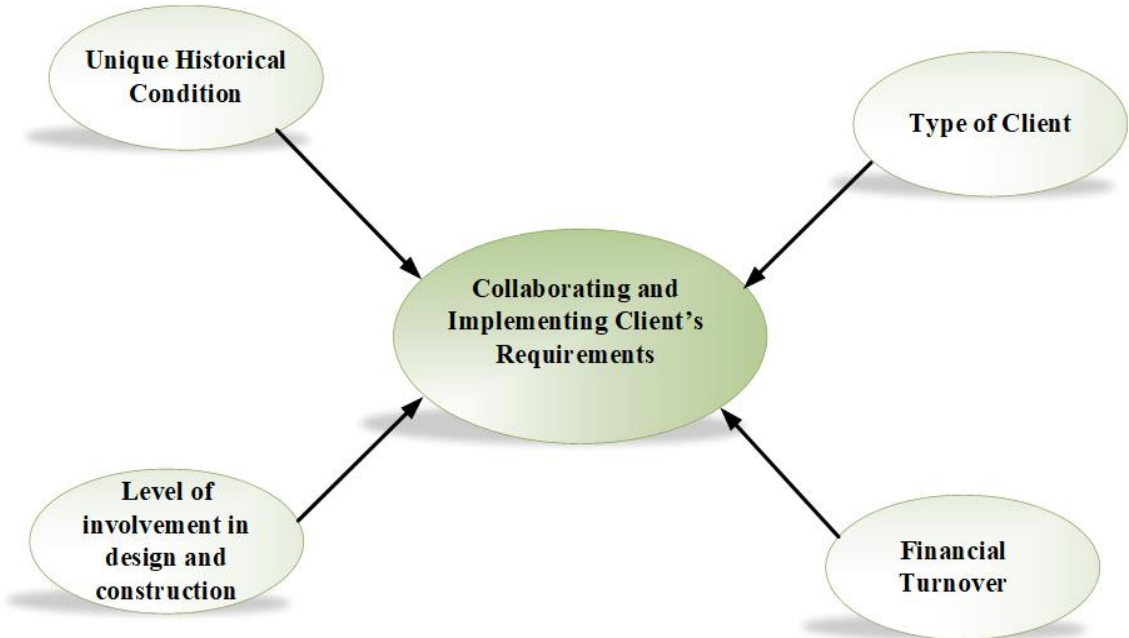 Unique Historical
Condition
Type of Client
Collaborating and
Implementing Client’s
Requirements
Level of
involvement in
design and
construction
Financial
Turnover